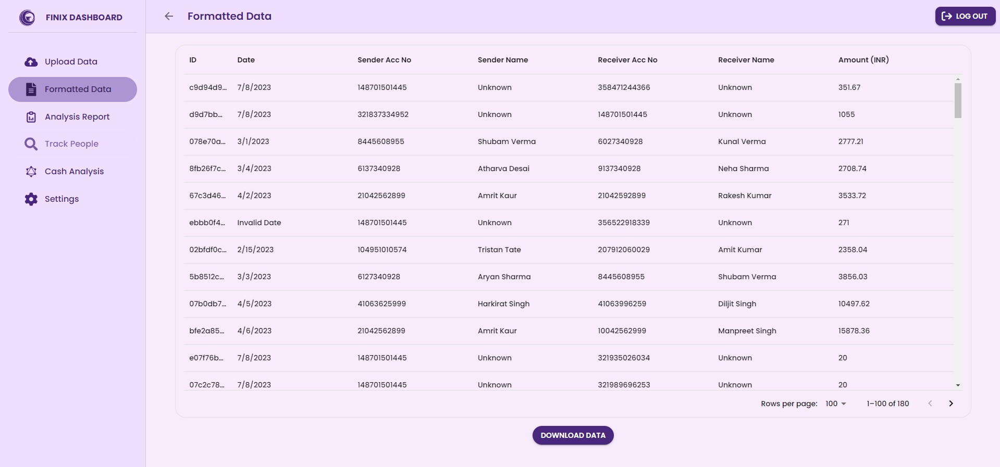 FINIX DASHBOARD
Upload Data
Formatted Data
Analysis Report
Track People
Cash Analysis
Settings
Formatted Data
LOG OUT
ID Date Sender Acc No Sender Name Receiver Acc No Receiver Name Amount (INR)
c9d94d9... 7/8/2023 148701501445 Unknown 358471244366 Unknown 351.67
d9d7bb... 7/8/2023 321837334952 Unknown 148701501445 Unknown 1055
078e70a... 3/1/2023 8445608955 Shubam Verma 6027340928 Kunal Verma 2777.21
8fb26f7c... 3/4/2023 6137340928 Atharva Desai 9137340928 Neha Sharma 2708.74
67c3d46... 4/2/2023 21042562899 Amrit Kaur 21042592899 Rakesh Kumar 3533.72
ebbb0f4... Invalid Date 148701501445 Unknown 356522918339 Unknown 271
02bfdf0c... 2/15/2023 104951010574 Tristan Tate 207912060029 Amit Kumar 2358.04
5b8512c... 3/3/2023 6127340928 Aryan Sharma 8445608955 Shubam Verma 3856.03
07b0db7... 4/5/2023 41063625999 Harkirat Singh 41063996259 Diljit Singh 10497.62
bfe2a85... 4/6/2023 21042562899 Amrit Kaur 10042562999 Manpreet Singh 15878.36
e07f76b... 7/8/2023 148701501445 Unknown 321935026034 Unknown 20
07c2c78... 7/8/2023 148701501445 Unknown 321989696253 Unknown 20
Rows per page: 100 1–100 of 180
DOWNLOAD DATA